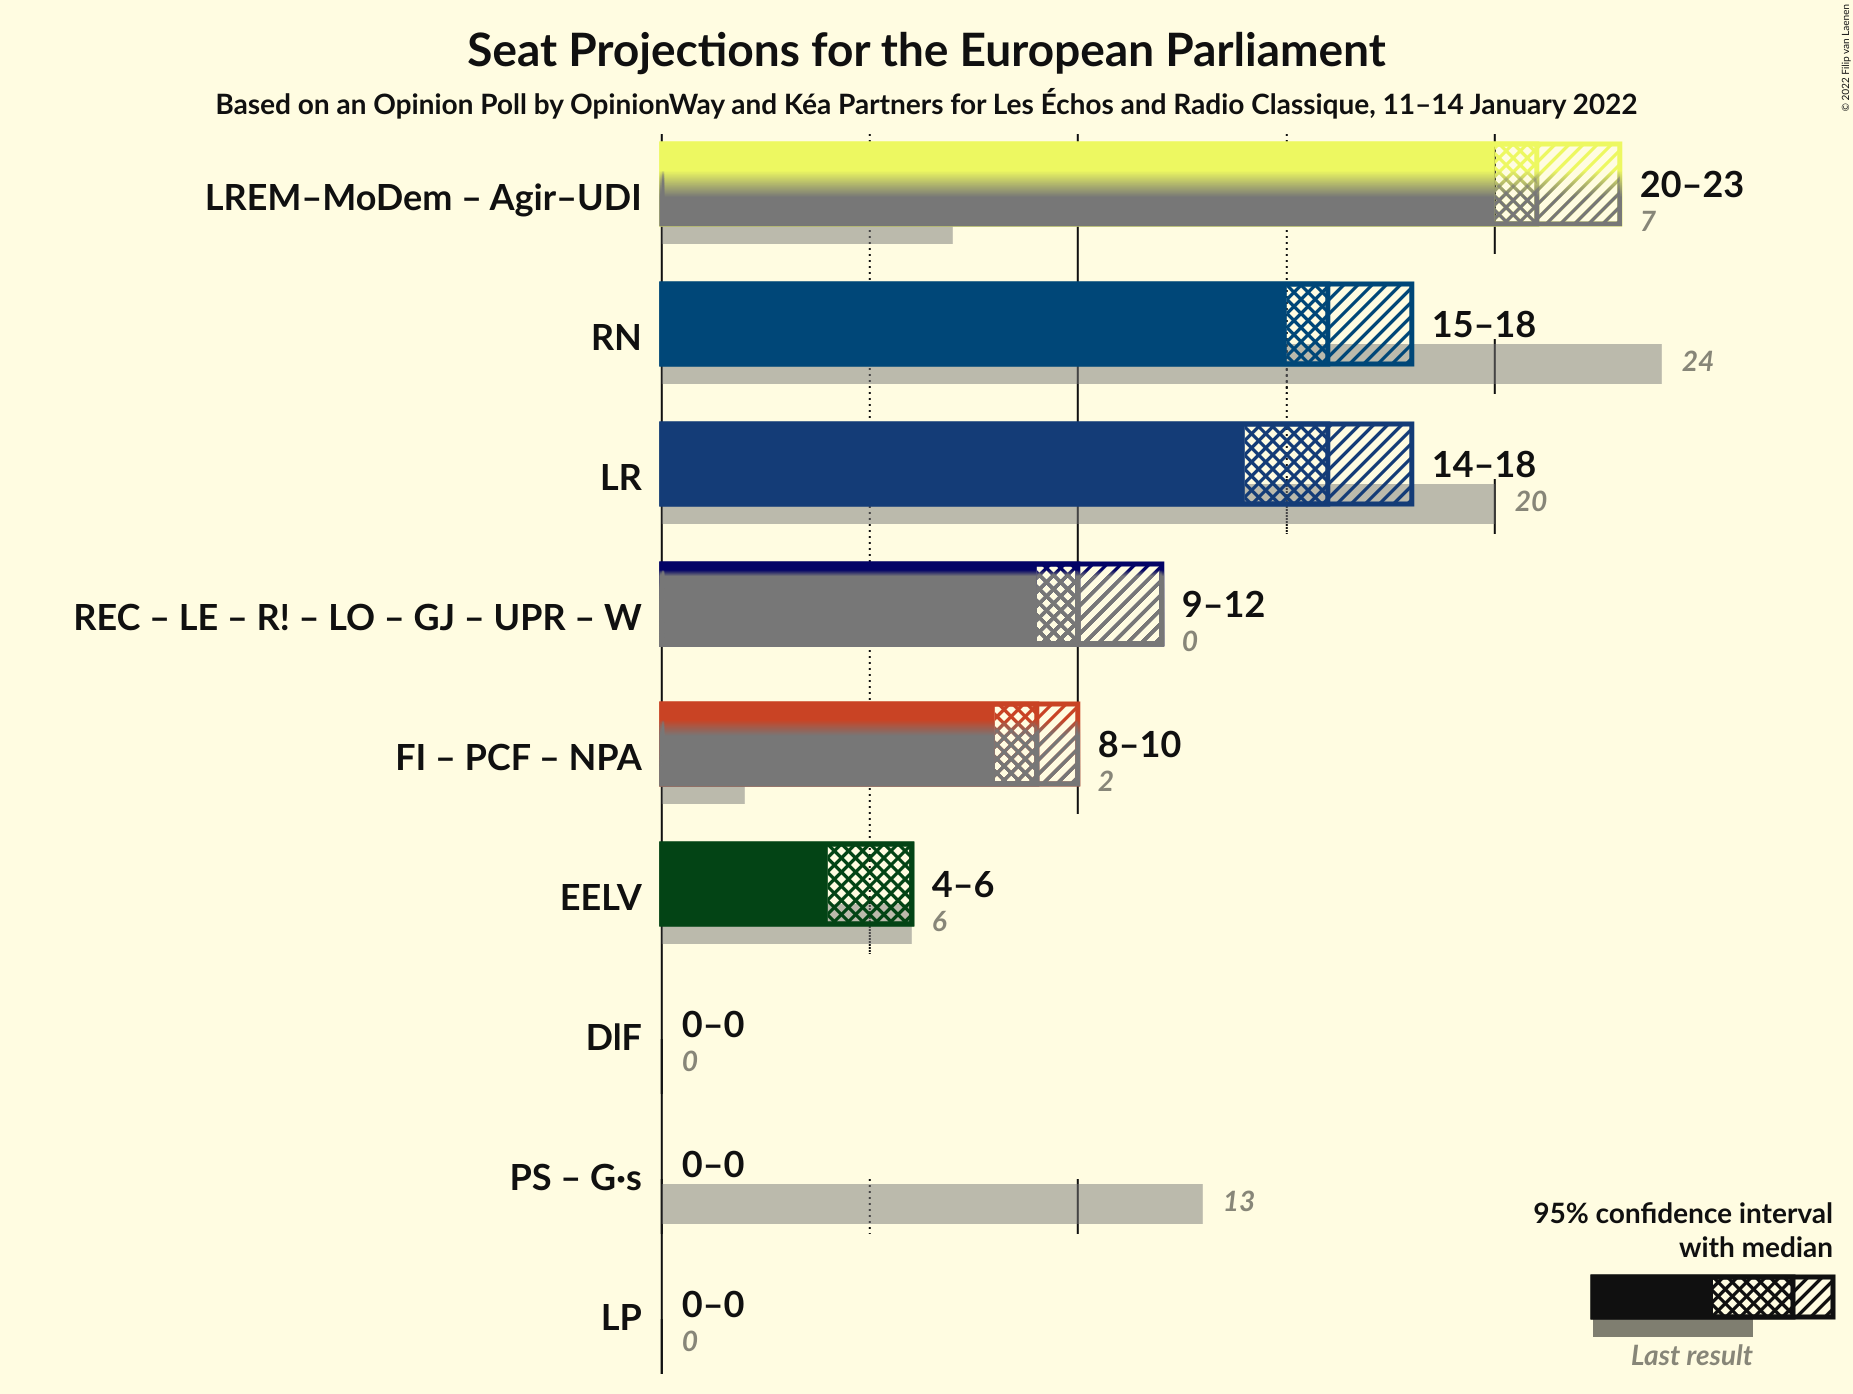 Seat Projections for the European Parliament
Based on an Opinion Poll by OpinionWay and Kéa Partners for Les Échos and Radio Classique, 11–14 January 2022
© 2022 Filip van Laenen
LREM–MoDem – Agir–UDI
20–23
7
RN
15–18
24
LR
14–18
20
REC – LE – R! – LO – GJ – UPR – W
9–12
0
FI – PCF – NPA
8–10
2
EELV
4–6
6
DlF
0–0
0
PS – G·s
0–0
13
LP
0–0
0
95% confidence interval
with median
Last result